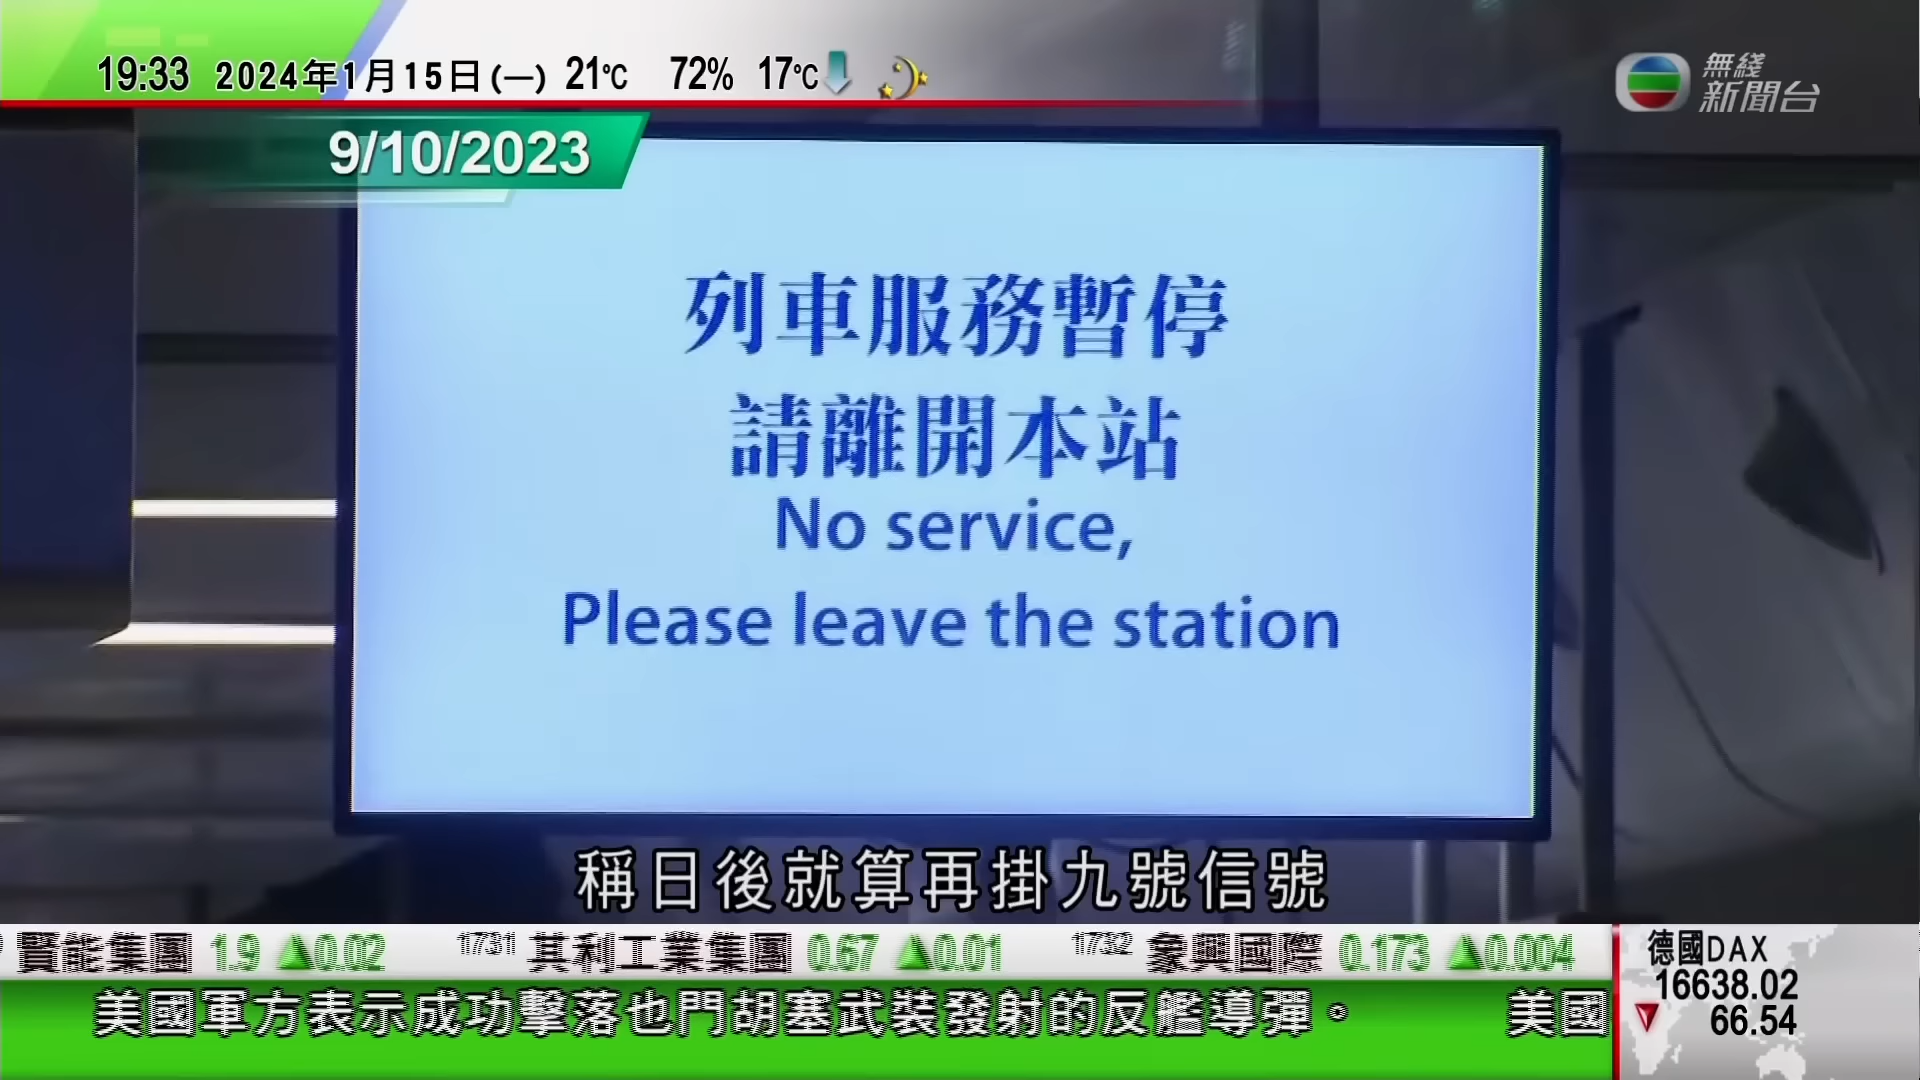 19:33 2024年1月15日(一) 21℃ 72% 17℃
無綫
新聞台
9/10/2023
列車服務暫停
請離開本站
No service,
Please leave the station
稱日後就算再掛九號信號
賢能集團 1.9 ▲0.02 1731 其利工業集團 0.67 ▲0.01 1732 象興國際 0.173 ▲0.004
德國DAX
16638.02
▼ 66.54
美國軍方表示成功擊落也門胡塞武裝發射的反艦導彈。 美國